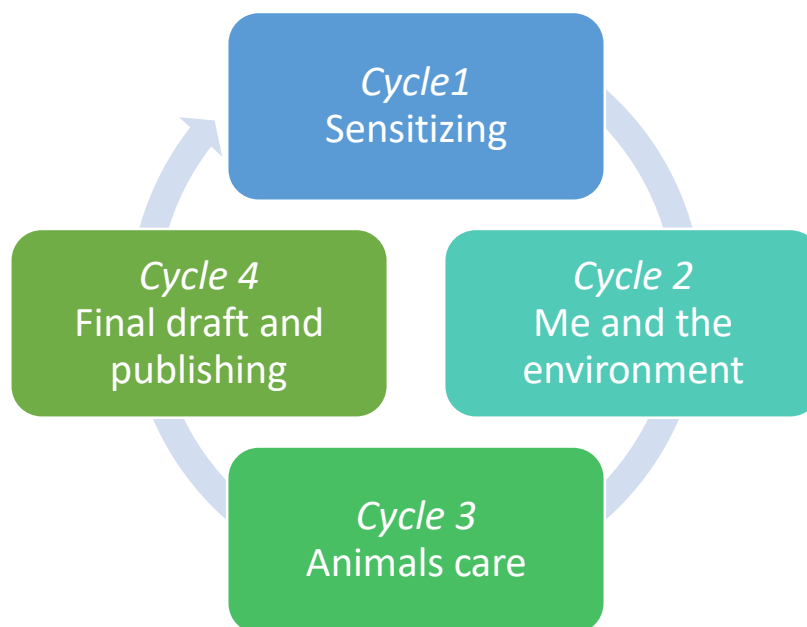 Cycle1
Sensitizing
Cycle 2
Me and the
environment
Cycle 3
Animals care
Cycle 4
Final draft and
publishing